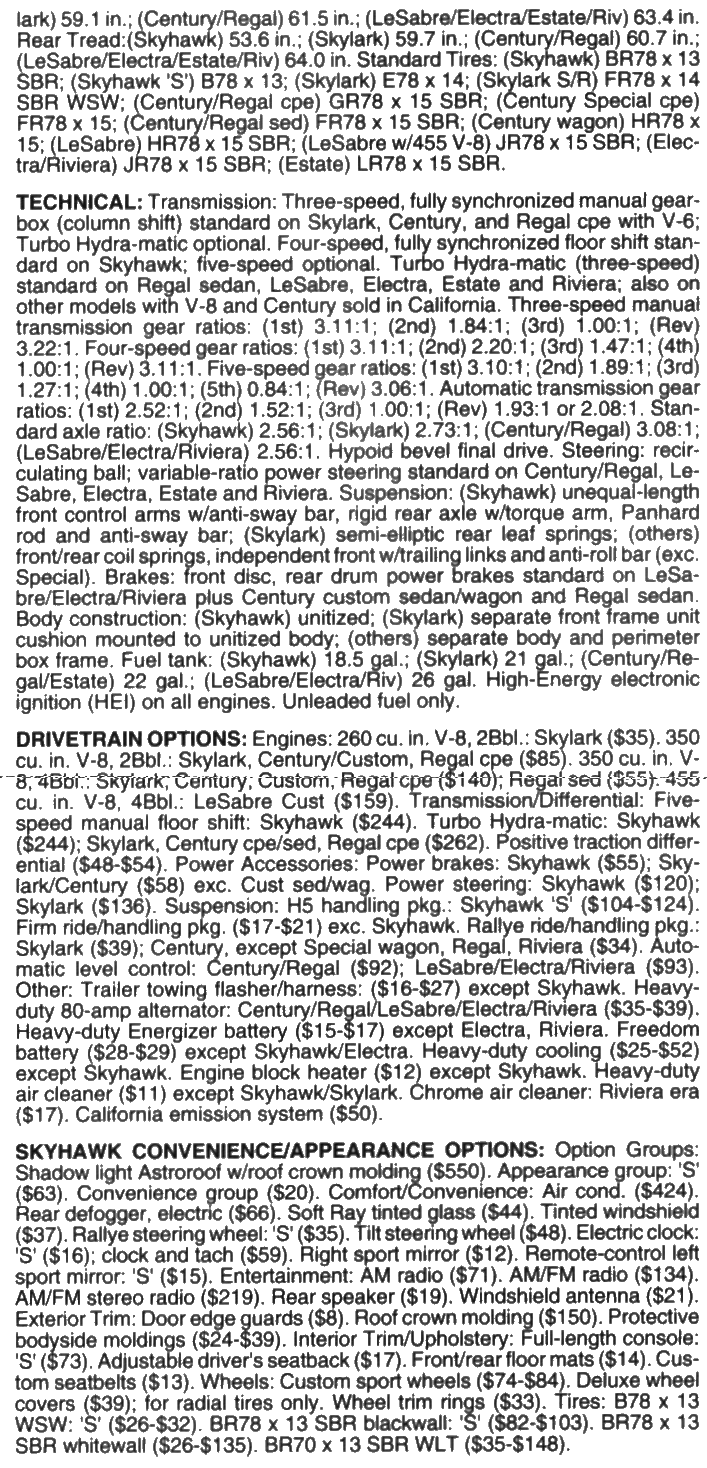 lark) 59.1 in.; (Century/Regal) 61.5 in.; (LeSabre/Electra/Estate/Riv) 63.4 in.
Rear Tread:(Skyhawk) 53.6 in.; (Skylark) 59.7 in.; (Century/Regal) 60.7 in.;
(LeSabre/Electra/Estate/Riv) 64.0 in. Standard Tires: (Skyhawk) BR78 x 13
SBR; (Skyhawk 'S') B78 x 13; (Skylark) E78 x 14; (Skylark S/R) FR78 x 14
SBR WSW; (Century/Regal cpe) GR78 x 15 SBR; (Century Special cpe)
FR78 x 15; (Century/Regal sed) FR78 x 15 SBR; (Century wagon) HR78 x
15; (LeSabre) HR78 x 15 SBR; (LeSabre w/455 V-8) JR78 x 15 SBR; (Elec-
tra/Riviera) JR78 x 15 SBR; (Estate) LR78 x 15 SBR.
TECHNICAL: Transmission: Three-speed, fully synchronized manual gear-
box (column shift) standard on Skylark, Century, and Regal cpe with V-6;
Turbo Hydra-matic optional. Four-speed, fully synchronized floor shift stan-
dard on Skyhawk; five-speed optional. Turbo Hydra-matic (three-speed)
standard on Regal sedan, LeSabre, Electra, Estate and Riviera; also on
other models with V-8 and Century sold in California. Three-speed manual
transmission gear ratios: (1st) 3.11:1; (2nd) 1.84:1; (3rd) 1.00:1; (Rev)
3.22:1. Four-speed gear ratios: (1st) 3.11:1; (2nd) 2.20:1; (3rd) 1.47:1; (4th)
1.00:1; (Rev) 3.11:1. Five-speed gear ratios: (1st) 3.10:1; (2nd) 1.89:1; (3rd)
1.27:1; (4th) 1.00:1; (5th) 0.84:1; (Rev) 3.06:1. Automatic transmission gear
ratios: (1st) 2.52:1; (2nd) 1.52:1; (3rd) 1.00:1; (Rev) 1.93:1 or 2.08:1. Stan-
dard axle ratio: (Skyhawk) 2.56:1; (Skylark) 2.73:1; (Century/Regal) 3.08:1;
(LeSabre/Electra/Riviera) 2.56:1. Hypoid bevel final drive. Steering: recir-
culating ball; variable-ratio power steering standard on Century/Regal, Le-
Sabre, Electra, Estate and Riviera. Suspension: (Skyhawk) unequal-length
front control arms w/anti-sway bar, rigid rear axle w/torque arm, Panhard
rod and anti-sway bar; (Skylark) semi-elliptic rear leaf springs; (others)
front/rear coil springs, independent front w/trailing links and anti-roll bar (exc.
Special). Brakes: front disc, rear drum power brakes standard on LeSa-
bre/Electra/Riviera plus Century custom sedan/wagon and Regal sedan.
Body construction: (Skyhawk) unitized; (Skylark) separate front frame unit
cushion mounted to unitized body; (others) separate body and perimeter
box frame. Fuel tank: (Skyhawk) 18.5 gal.; (Skylark) 21 gal.; (Century/Re-
gal/Estate) 22 gal.; (LeSabre/Electra/Riv) 26 gal. High-Energy electronic
ignition (HEI) on all engines. Unleaded fuel only.
DRIVETRAIN OPTIONS: Engines: 260 cu. in. V-8, 2Bbl.: Skylark ($35). 350
cu. in. V-8, 2Bbl.: Skylark, Century/Custom, Regal cpe ($85). 350 cu. in. V-
8, 4Bbl.: Skylark, Century, Custom, Regal cpe ($140); Regal sed ($55). 455
cu. in. V-8, 4Bbl.: LeSabre Cust ($159). Transmission/Differential: Five-
speed manual floor shift: Skyhawk ($244). Turbo Hydra-matic: Skyhawk
($244); Skylark, Century cpe/sed, Regal cpe ($262). Positive traction differ-
ential ($48-$54). Power Accessories: Power brakes: Skyhawk ($55); Sky-
lark/Century ($58) exc. Cust sed/wag. Power steering: Skyhawk ($120);
Skylark ($136). Suspension: H5 handling pkg.: Skyhawk 'S' ($104-$124).
Firm ride/handling pkg. ($17-$21) exc. Skyhawk. Rallye ride/handling pkg.:
Skylark ($39); Century, except Special wagon, Regal, Riviera ($34). Auto-
matic level control: Century/Regal ($92); LeSabre/Electra/Riviera ($93).
Other: Trailer towing flasher/harness: ($16-$27) except Skyhawk. Heavy-
duty 80-amp alternator: Century/Regal/LeSabre/Electra/Riviera ($35-$39).
Heavy-duty Energizer battery ($15-$17) except Electra, Riviera. Freedom
battery ($28-$29) except Skyhawk/Electra. Heavy-duty cooling ($25-$52)
except Skyhawk. Engine block heater ($12) except Skyhawk. Heavy-duty
air cleaner ($11) except Skyhawk/Skylark. Chrome air cleaner: Riviera era
($17). California emission system ($50).
SKYHAWK CONVENIENCE/APPEARANCE OPTIONS: Option Groups:
Shadow light Astroroof w/roof crown molding ($550). Appearance group: 'S'
($63). Convenience group ($20). Comfort/Convenience: Air cond. ($424).
Rear defogger, electric ($66). Soft Ray tinted glass ($44). Tinted windshield
($37). Rallye steering wheel: 'S' ($35). Tilt steering wheel ($48). Electric clock:
'S' ($16); clock and tach ($59). Right sport mirror ($12). Remote-control left
sport mirror: 'S' ($15). Entertainment: AM radio ($71). AM/FM radio ($134).
AM/FM stereo radio ($219). Rear speaker ($19). Windshield antenna ($21).
Exterior Trim: Door edge guards ($8). Roof crown molding ($150). Protective
bodyside moldings ($24-$39). Interior Trim/Upholstery: Full-length console:
'S' ($73). Adjustable driver's seatback ($17). Front/rear floor mats ($14). Cus-
tom seatbelts ($13). Wheels: Custom sport wheels ($74-$84). Deluxe wheel
covers ($39); for radial tires only. Wheel trim rings ($33). Tires: B78 x 13
WSW: 'S' ($26-$32). BR78 x 13 SBR blackwall: 'S' ($82-$103). BR78 x 13
SBR whitewall ($26-$135). BR70 x 13 SBR WLT ($35-$148).